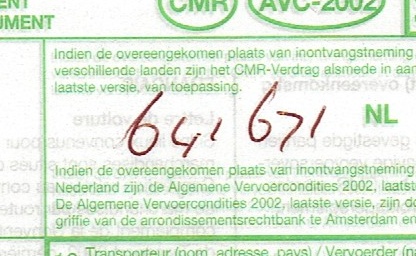 ENT
UMENT
CMR
AVC-2002
Indien de overeengekomen plaats van inontvangstneming
verschillende landen zijn het CMR-Verdrag alsmede in aan
laatste versie, van toepassing.
641 671
NL
Indien de overeengekomen plaats van inontvangstneming
Nederland zijn de Algemene Vervoercondities 2002, laatst
De Algemene Vervoercondities 2002, laatste versie, zijn do
griffie van de arrondissementsrechtbank te Amsterdam en
Transporteur (nom, adresse, pays) / Vervoerder (n